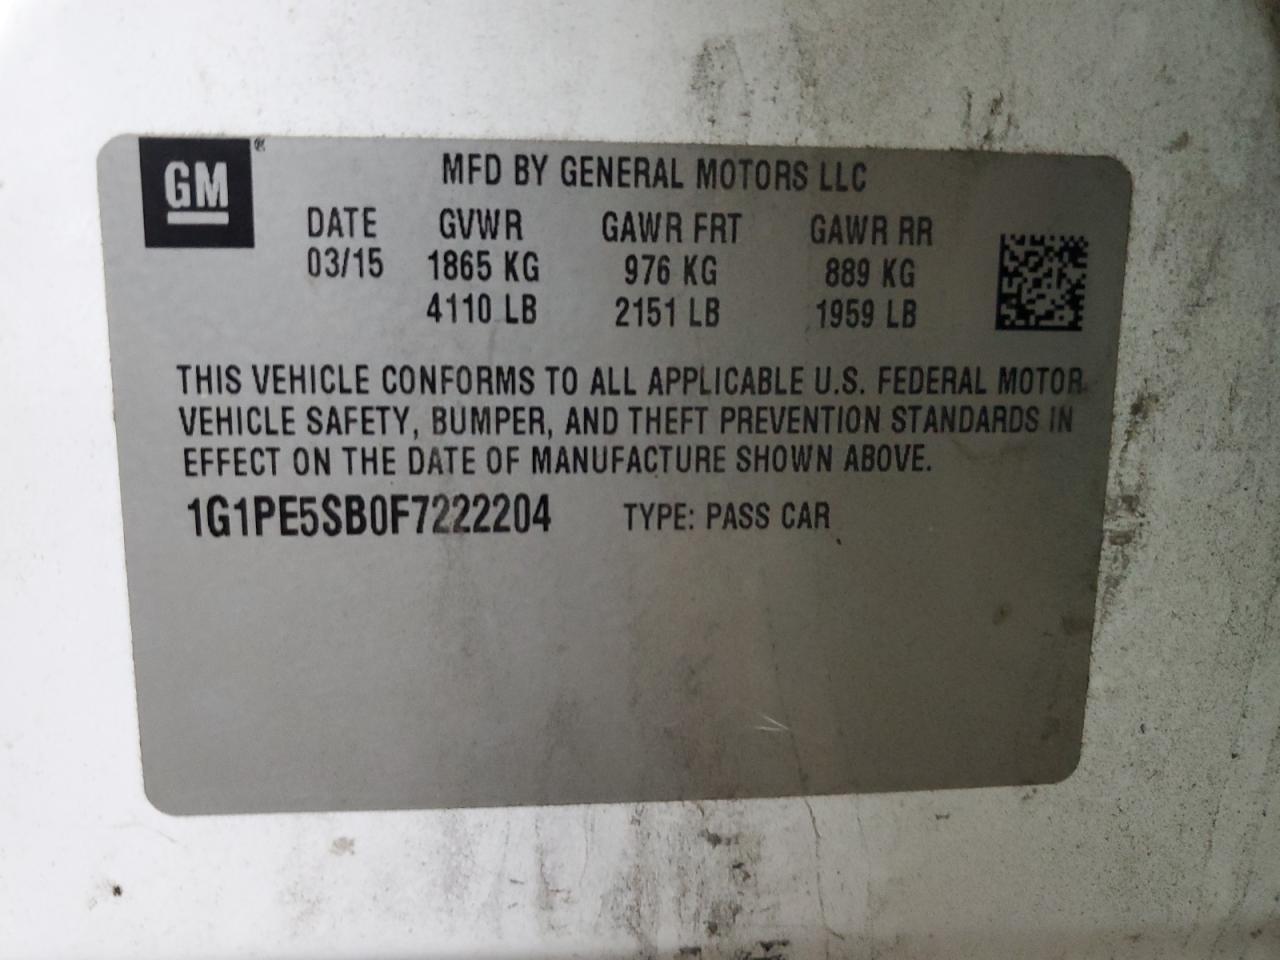 GM®
MFD BY GENERAL MOTORS LLC
DATE GVWR GAWR FRT GAWR RR
03/15 1865 KG 976 KG 889 KG
4110 LB 2151 LB 1959 LB
THIS VEHICLE CONFORMS TO ALL APPLICABLE U.S. FEDERAL MOTOR
VEHICLE SAFETY, BUMPER, AND THEFT PREVENTION STANDARDS IN
EFFECT ON THE DATE OF MANUFACTURE SHOWN ABOVE.
1G1PE5SB0F7222204 TYPE: PASS CAR